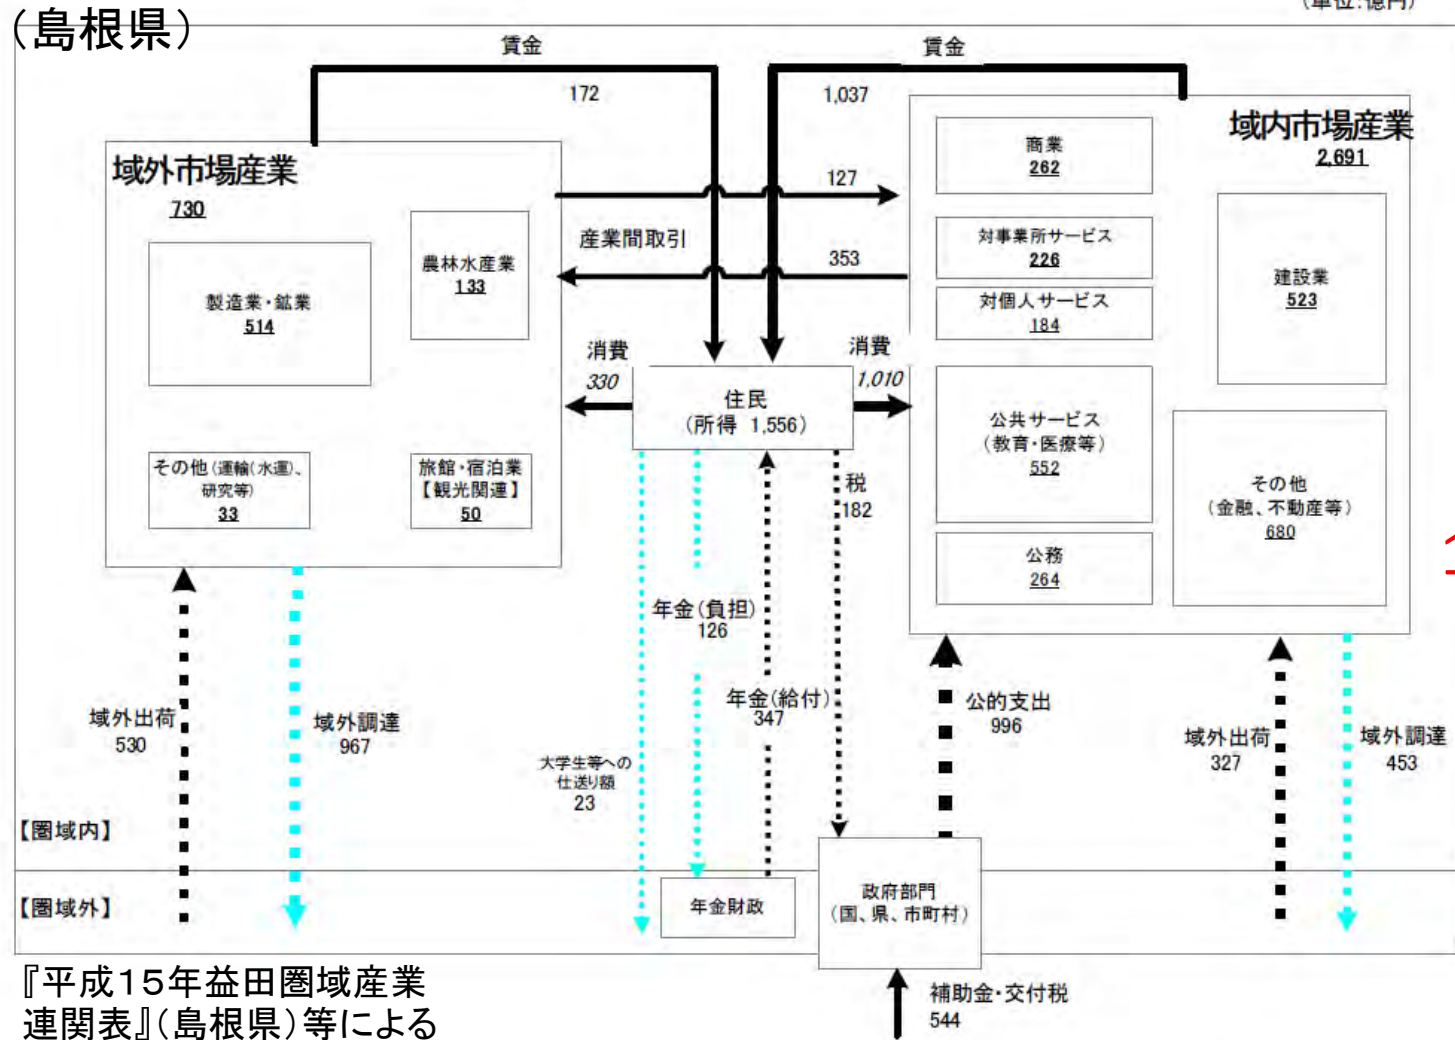 (単位:億円)
(島根県)
賃金
172
賃金
1,037
域外市場産業
730
製造業・鉱業
514
農林水産業
133
その他(運輸(水運)、
研究等)
33
旅館・宿泊業
【観光関連】
50
127
産業間取引
353
域内市場産業
2,691
商業
262
対事業所サービス
226
対個人サービス
184
建設業
523
公共サービス
(教育・医療等)
552
その他
(金融、不動産等)
680
公務
264
消費
330
住民
(所得 1,556)
消費
1,010
税
182
年金(負担)
126
年金(給付)
347
大学生等への
仕送り額
23
域外出荷
530
域外調達
967
公的支出
996
域外出荷
327
域外調達
453
【圏域内】
【圏域外】
年金財政
政府部門
(国、県、市町村)
補助金・交付税
544
『平成15年益田圏域産業
連関表』(島根県)等による